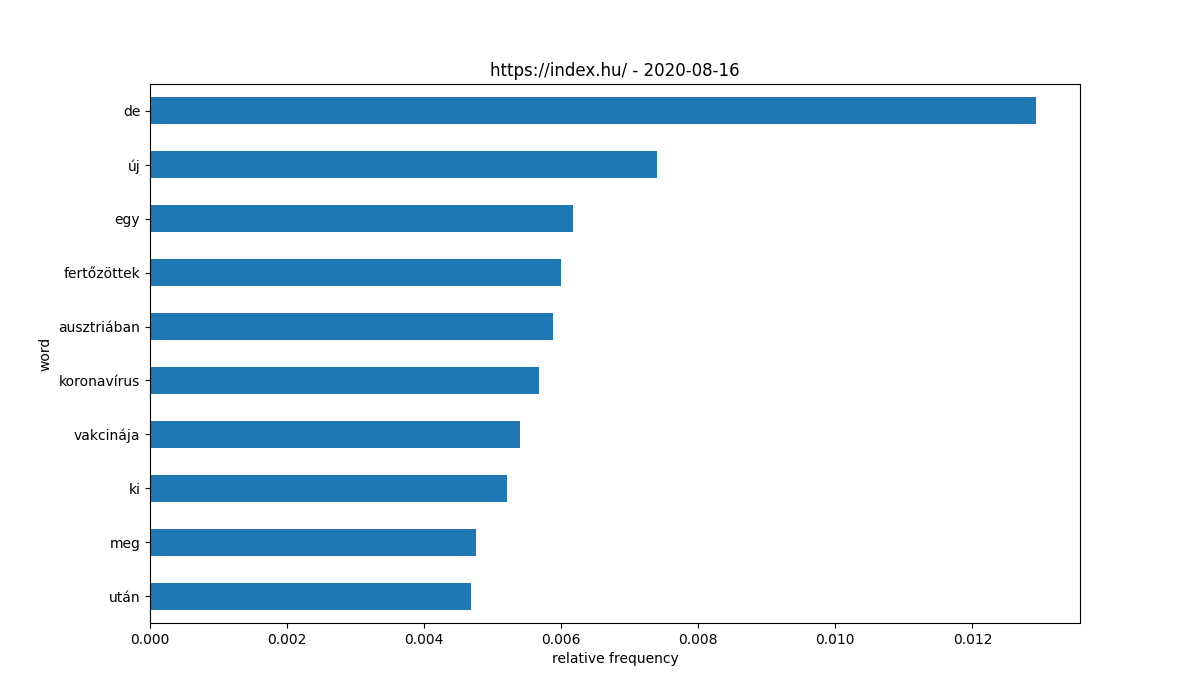 https://index.hu/ - 2020-08-16
de
új
egy
fertőzöttek
ausztriában
koronavírus
vakcinája
ki
meg
után
word
0.000 0.002 0.004 0.006 0.008 0.010 0.012
relative frequency